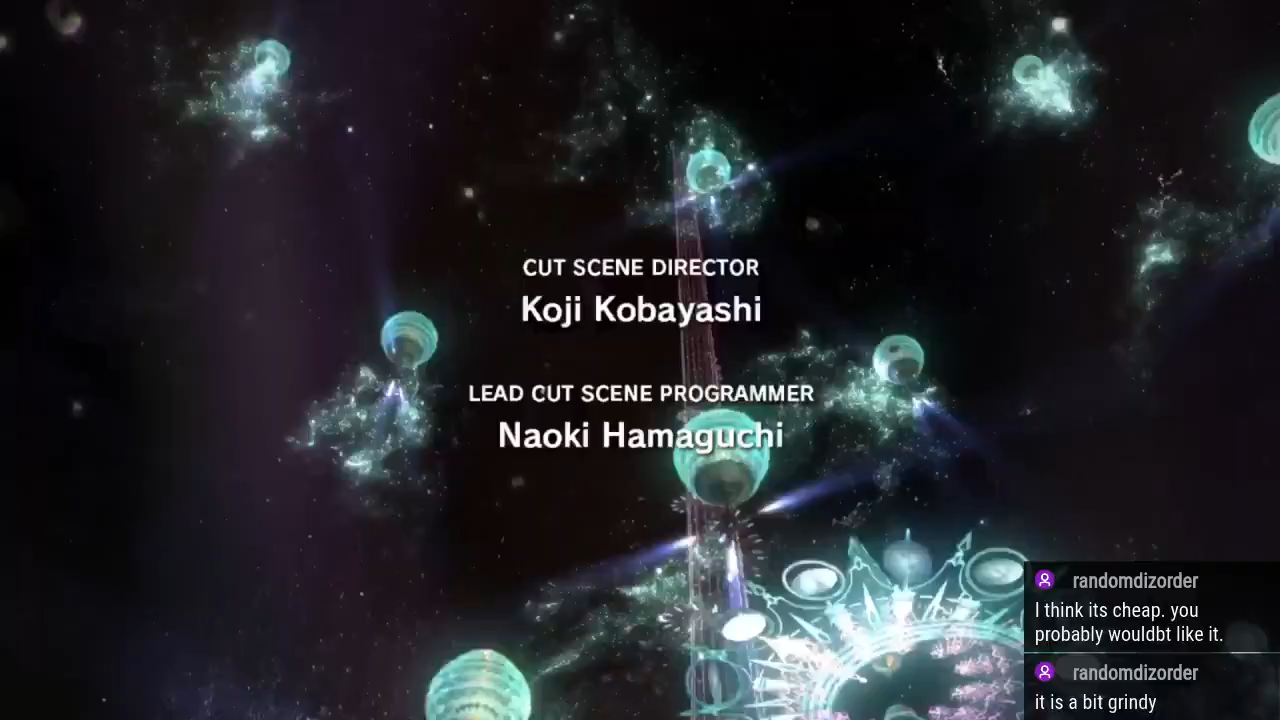 CUT SCENE DIRECTOR
Koji Kobayashi
LEAD CUT SCENE PROGRAMMER
Naoki Hamaguchi
randomdizorder
I think its cheap. you
probably wouldbt like it.
randomdizorder
it is a bit grindy